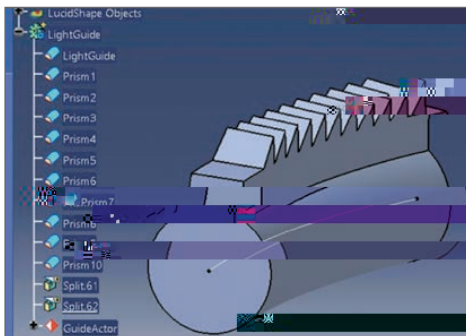 LucidShape Objects
LightGuide
LightGuide
Prism1
Prism2
Prism3
Prism4
Prism5
Prism6
Prism7
Prism10
Split.61
Split.62
GuideActor